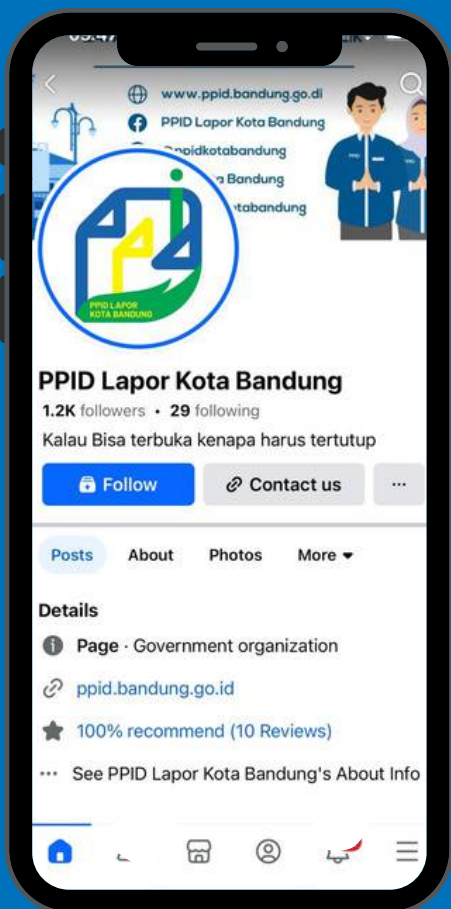 www.ppid.bandung.go.di
PPID Lapor Kota Bandung
ppidkotabandung
Bandung
PPID LAPOR
KOTA BANDUNG
PPID Lapor Kota Bandung
1.2K followers • 29 following
Kalau Bisa terbuka kenapa harus tertutup
Follow
Contact us
...
Posts About Photos More
Details
Page · Government organization
ppid.bandung.go.id
100% recommend (10 Reviews)
... See PPID Lapor Kota Bandung's About Info